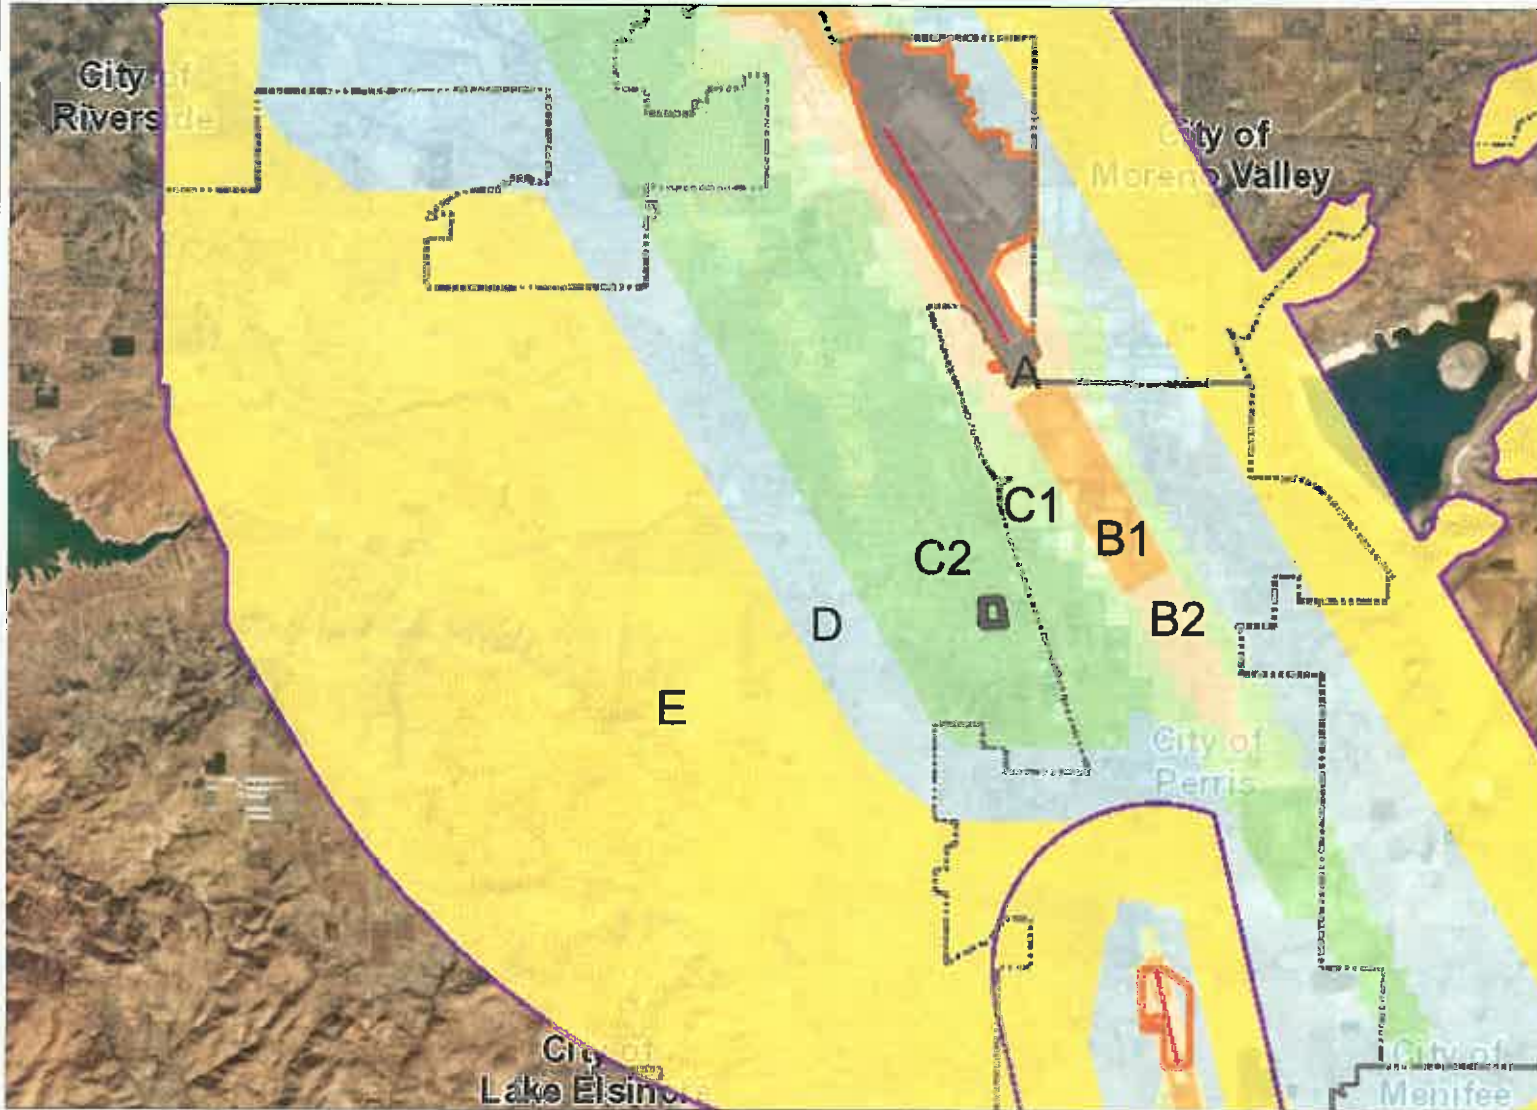 City of
Riverside
City of
Moreno Valley
A
C1
B1
C2
B2
D
E
City of
Perris
City of
Lake Elsinore
City of
Menifee